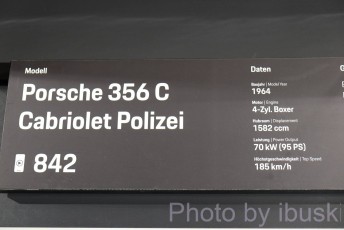 Modell
Porsche 356 C
Cabriolet Polizei
842
Daten
Baujahr | Model Year
1964
Motor | Engine
4-Zyl. Boxer
Hubraum | Displacement
1582 ccm
Leistung | Power Output
70 kW (95 PS)
Höchstgeschwindigkeit | Top Speed
185 km/h
Photo by ibusk